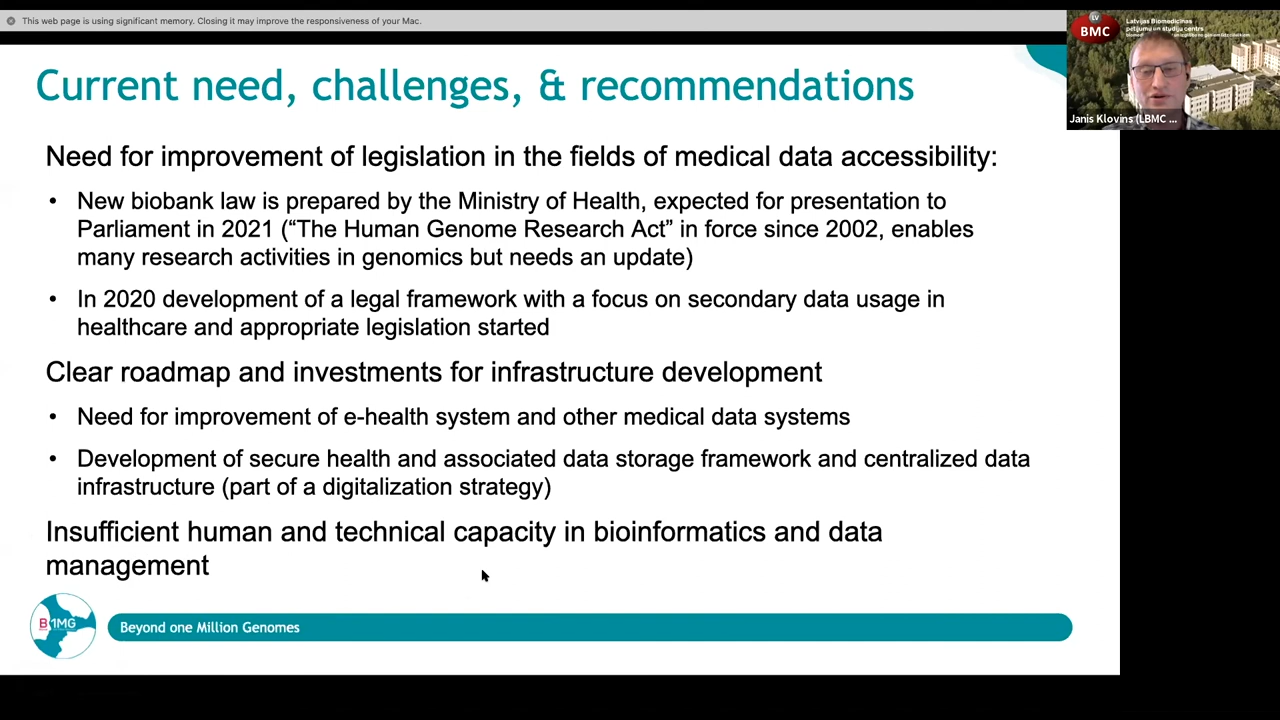 This web page is using significant memory. Closing it may improve the responsiveness of your Mac.
LV
BMC
Latvijas Biomedicīnas
pētījumu un studiju centrs
Janis Klovins (LBMC ...
Current need, challenges, & recommendations
Need for improvement of legislation in the fields of medical data accessibility:
• New biobank law is prepared by the Ministry of Health, expected for presentation to
Parliament in 2021 (“The Human Genome Research Act” in force since 2002, enables
many research activities in genomics but needs an update)
• In 2020 development of a legal framework with a focus on secondary data usage in
healthcare and appropriate legislation started
Clear roadmap and investments for infrastructure development
• Need for improvement of e-health system and other medical data systems
• Development of secure health and associated data storage framework and centralized data
infrastructure (part of a digitalization strategy)
Insufficient human and technical capacity in bioinformatics and data
management
B1MG
Beyond one Million Genomes